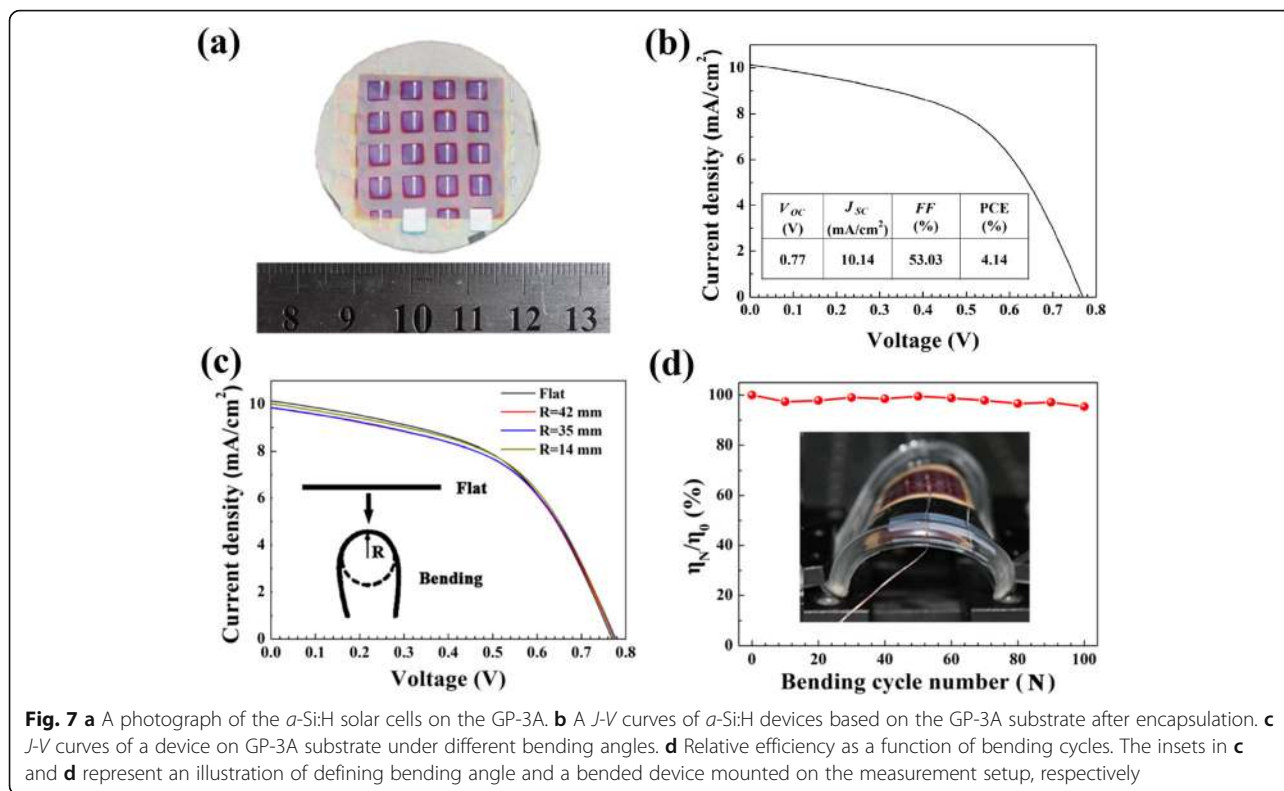 (a)
8 9 10 11 12 13
(b)
Current density (mA/cm²)
10
8
6
4
2
0
V_OC
(V)
J_SC
(mA/cm²)
FF
(%)
PCE
(%)
0.77 10.14 53.03 4.14
0.0 0.1 0.2 0.3 0.4 0.5 0.6 0.7 0.8
Voltage (V)
(c)
Current density (mA/cm²)
10
8
6
4
2
0
Flat
R=42 mm
R=35 mm
R=14 mm
Flat
R
Bending
0.0 0.1 0.2 0.3 0.4 0.5 0.6 0.7 0.8
Voltage (V)
(d)
η_N/η_0 (%)
100
80
60
40
20
0
0 20 40 60 80 100
Bending cycle number (N)
Fig. 7 a A photograph of the a-Si:H solar cells on the GP-3A. b A J-V curves of a-Si:H devices based on the GP-3A substrate after encapsulation. c
J-V curves of a device on GP-3A substrate under different bending angles. d Relative efficiency as a function of bending cycles. The insets in c
and d represent an illustration of defining bending angle and a bended device mounted on the measurement setup, respectively